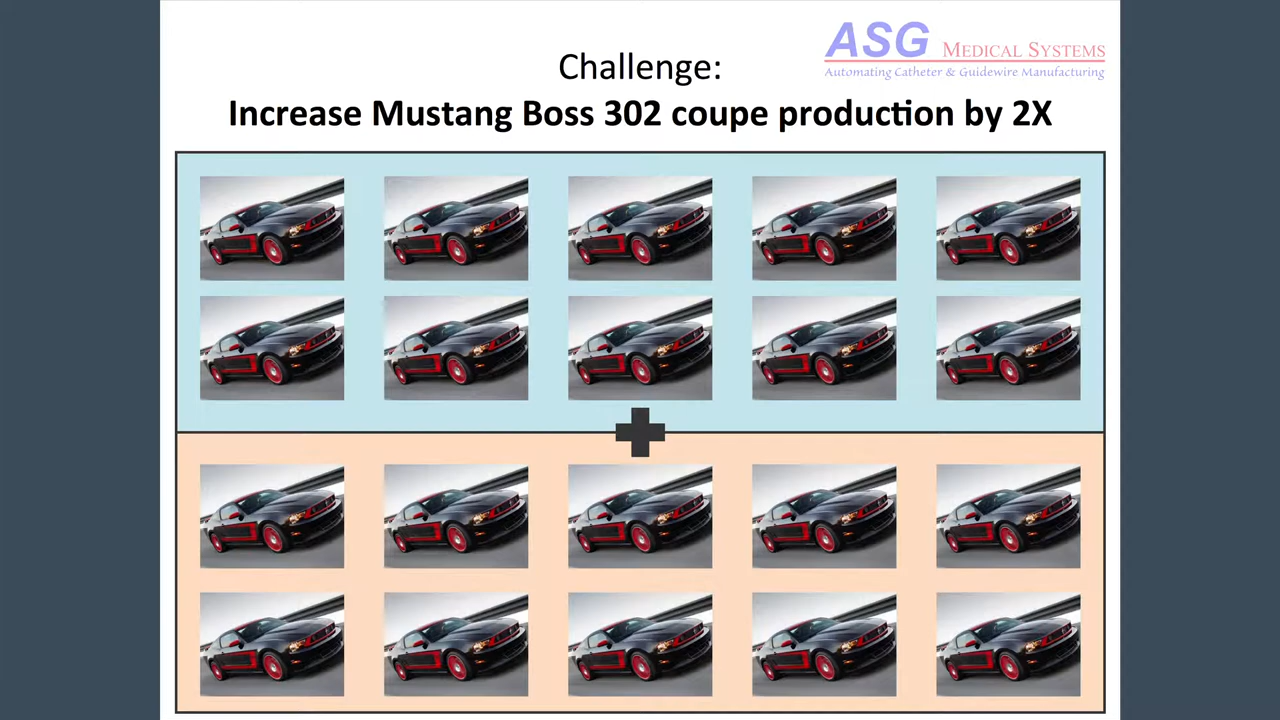 ASG MEDICAL SYSTEMS
Automating Catheter & Guidewire Manufacturing
Challenge:
Increase Mustang Boss 302 coupe production by 2X